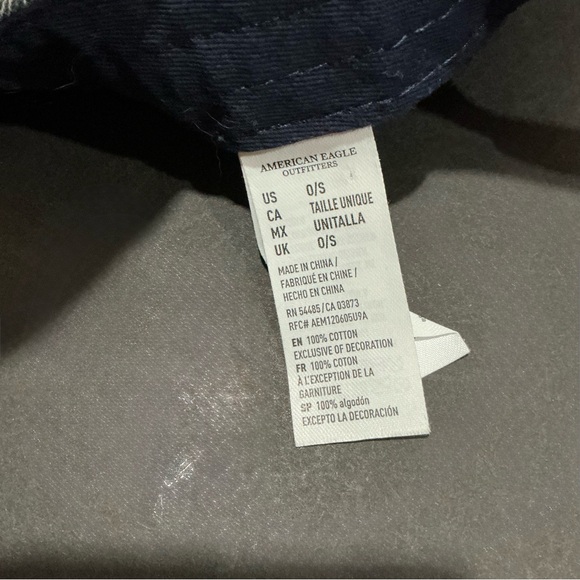 AMERICAN EAGLE
OUTFITTERS
US O/S
CA TAILLE UNIQUE
MX UNITALLA
UK O/S
MADE IN CHINA /
FABRIQUÉ EN CHINE /
HECHO EN CHINA
RN 54485/CA 03873
RFC# AEM120605U9A
EN 100% COTTON
EXCLUSIVE OF DECORATION
FR 100% COTON
À L'EXCEPTION DE LA
GARNITURE
SP 100% algodón
EXCEPTO LA DECORACIÓN